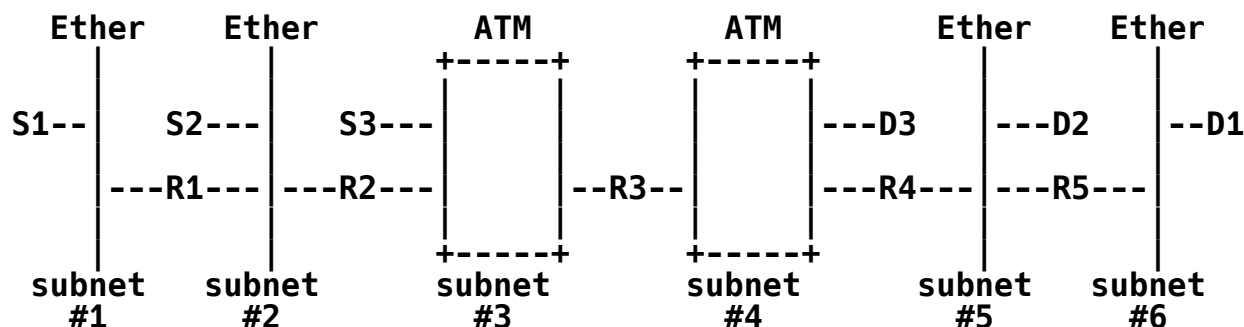 Ether Ether ATM ATM Ether Ether
+-----+ +-----+
S1-- S2--- S3--- ---D3 ---D2 --D1
---R1--- ---R2--- --R3-- ---R4--- ---R5---
+-----+ +-----+
subnet subnet subnet subnet subnet subnet
#1 #2 #3 #4 #5 #6